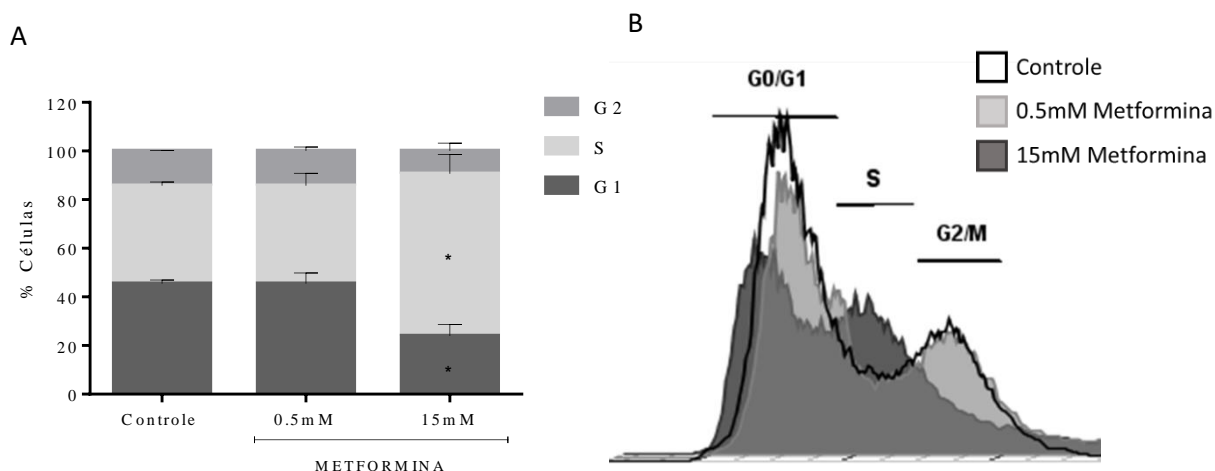 A
120
100
80
60
40
20
0
% Células
G 2
S
G 1
*
*
Controle
0.5mM
15mM
METFORMINA
B
G0/G1
S
G2/M
Controle
0.5mM Metformina
15mM Metformina